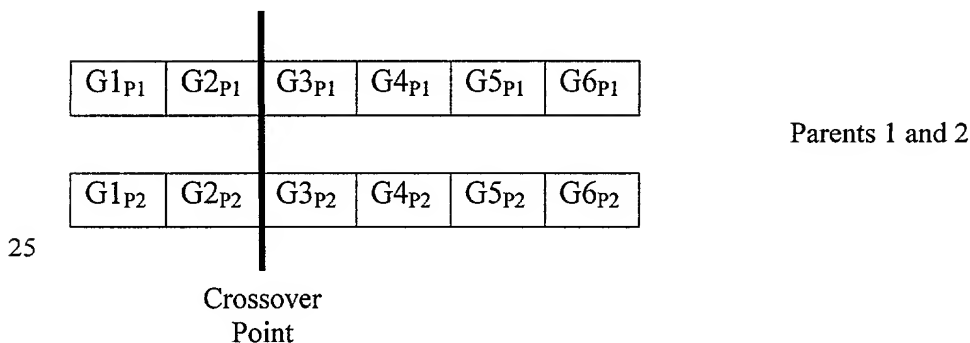 G1P1 G2P1 G3P1 G4P1 G5P1 G6P1
Parents 1 and 2
G1P2 G2P2 G3P2 G4P2 G5P2 G6P2
25
Crossover
Point